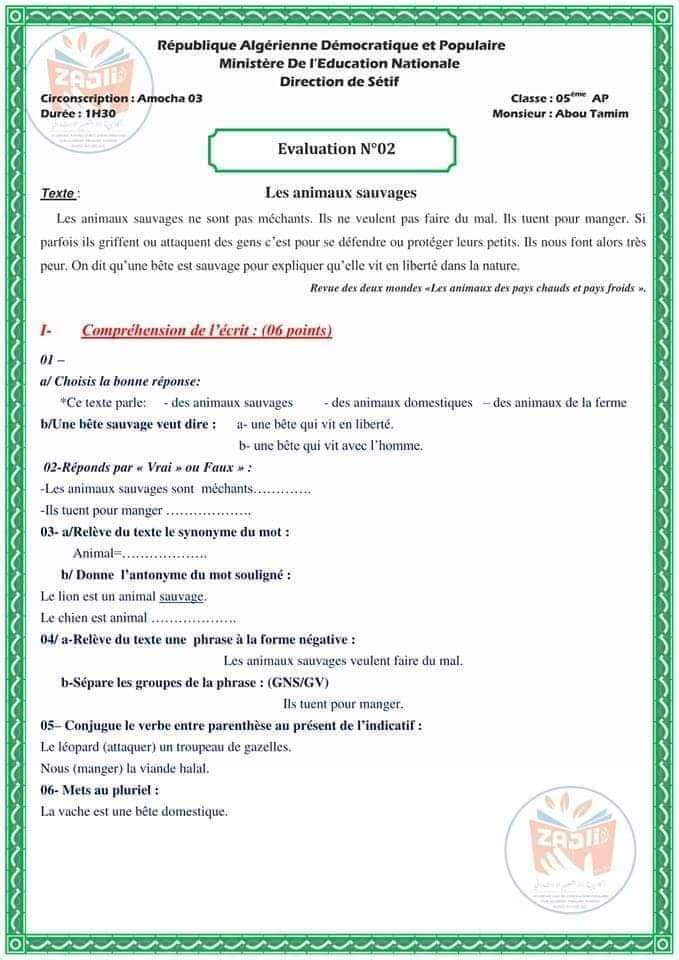 République Algérienne Démocratique et Populaire
Ministère De l'Education Nationale
Direction de Sétif
Circonscription : Amocha 03 Classe : 05ème AP
Durée : 1H30 Monsieur : Abou Tamim
Evaluation N°02
Texte : Les animaux sauvages
Les animaux sauvages ne sont pas méchants. Ils ne veulent pas faire du mal. Ils tuent pour manger. Si
parfois ils griffent ou attaquent des gens c'est pour se défendre ou protéger leurs petits. Ils nous font alors très
peur. On dit qu'une bête est sauvage pour expliquer qu'elle vit en liberté dans la nature.
Revue des deux mondes «Les animaux des pays chauds et pays froids ».
I- Compréhension de l'écrit : (06 points)
01 –
a/ Choisis la bonne réponse:
*Ce texte parle: - des animaux sauvages - des animaux domestiques – des animaux de la ferme
b/Une bête sauvage veut dire : a- une bête qui vit en liberté.
b- une bête qui vit avec l'homme.
02-Réponds par « Vrai » ou Faux » :
-Les animaux sauvages sont méchants………….
-Ils tuent pour manger ……………….
03- a/Relève du texte le synonyme du mot :
Animal=……………….
b/ Donne l'antonyme du mot souligné :
Le lion est un animal sauvage.
Le chien est animal ……………….
04/ a-Relève du texte une phrase à la forme négative :
Les animaux sauvages veulent faire du mal.
b-Sépare les groupes de la phrase : (GNS/GV)
Ils tuent pour manger.
05– Conjugue le verbe entre parenthèse au présent de l'indicatif :
Le léopard (attaquer) un troupeau de gazelles.
Nous (manger) la viande halal.
06- Mets au pluriel :
La vache est une bête domestique.